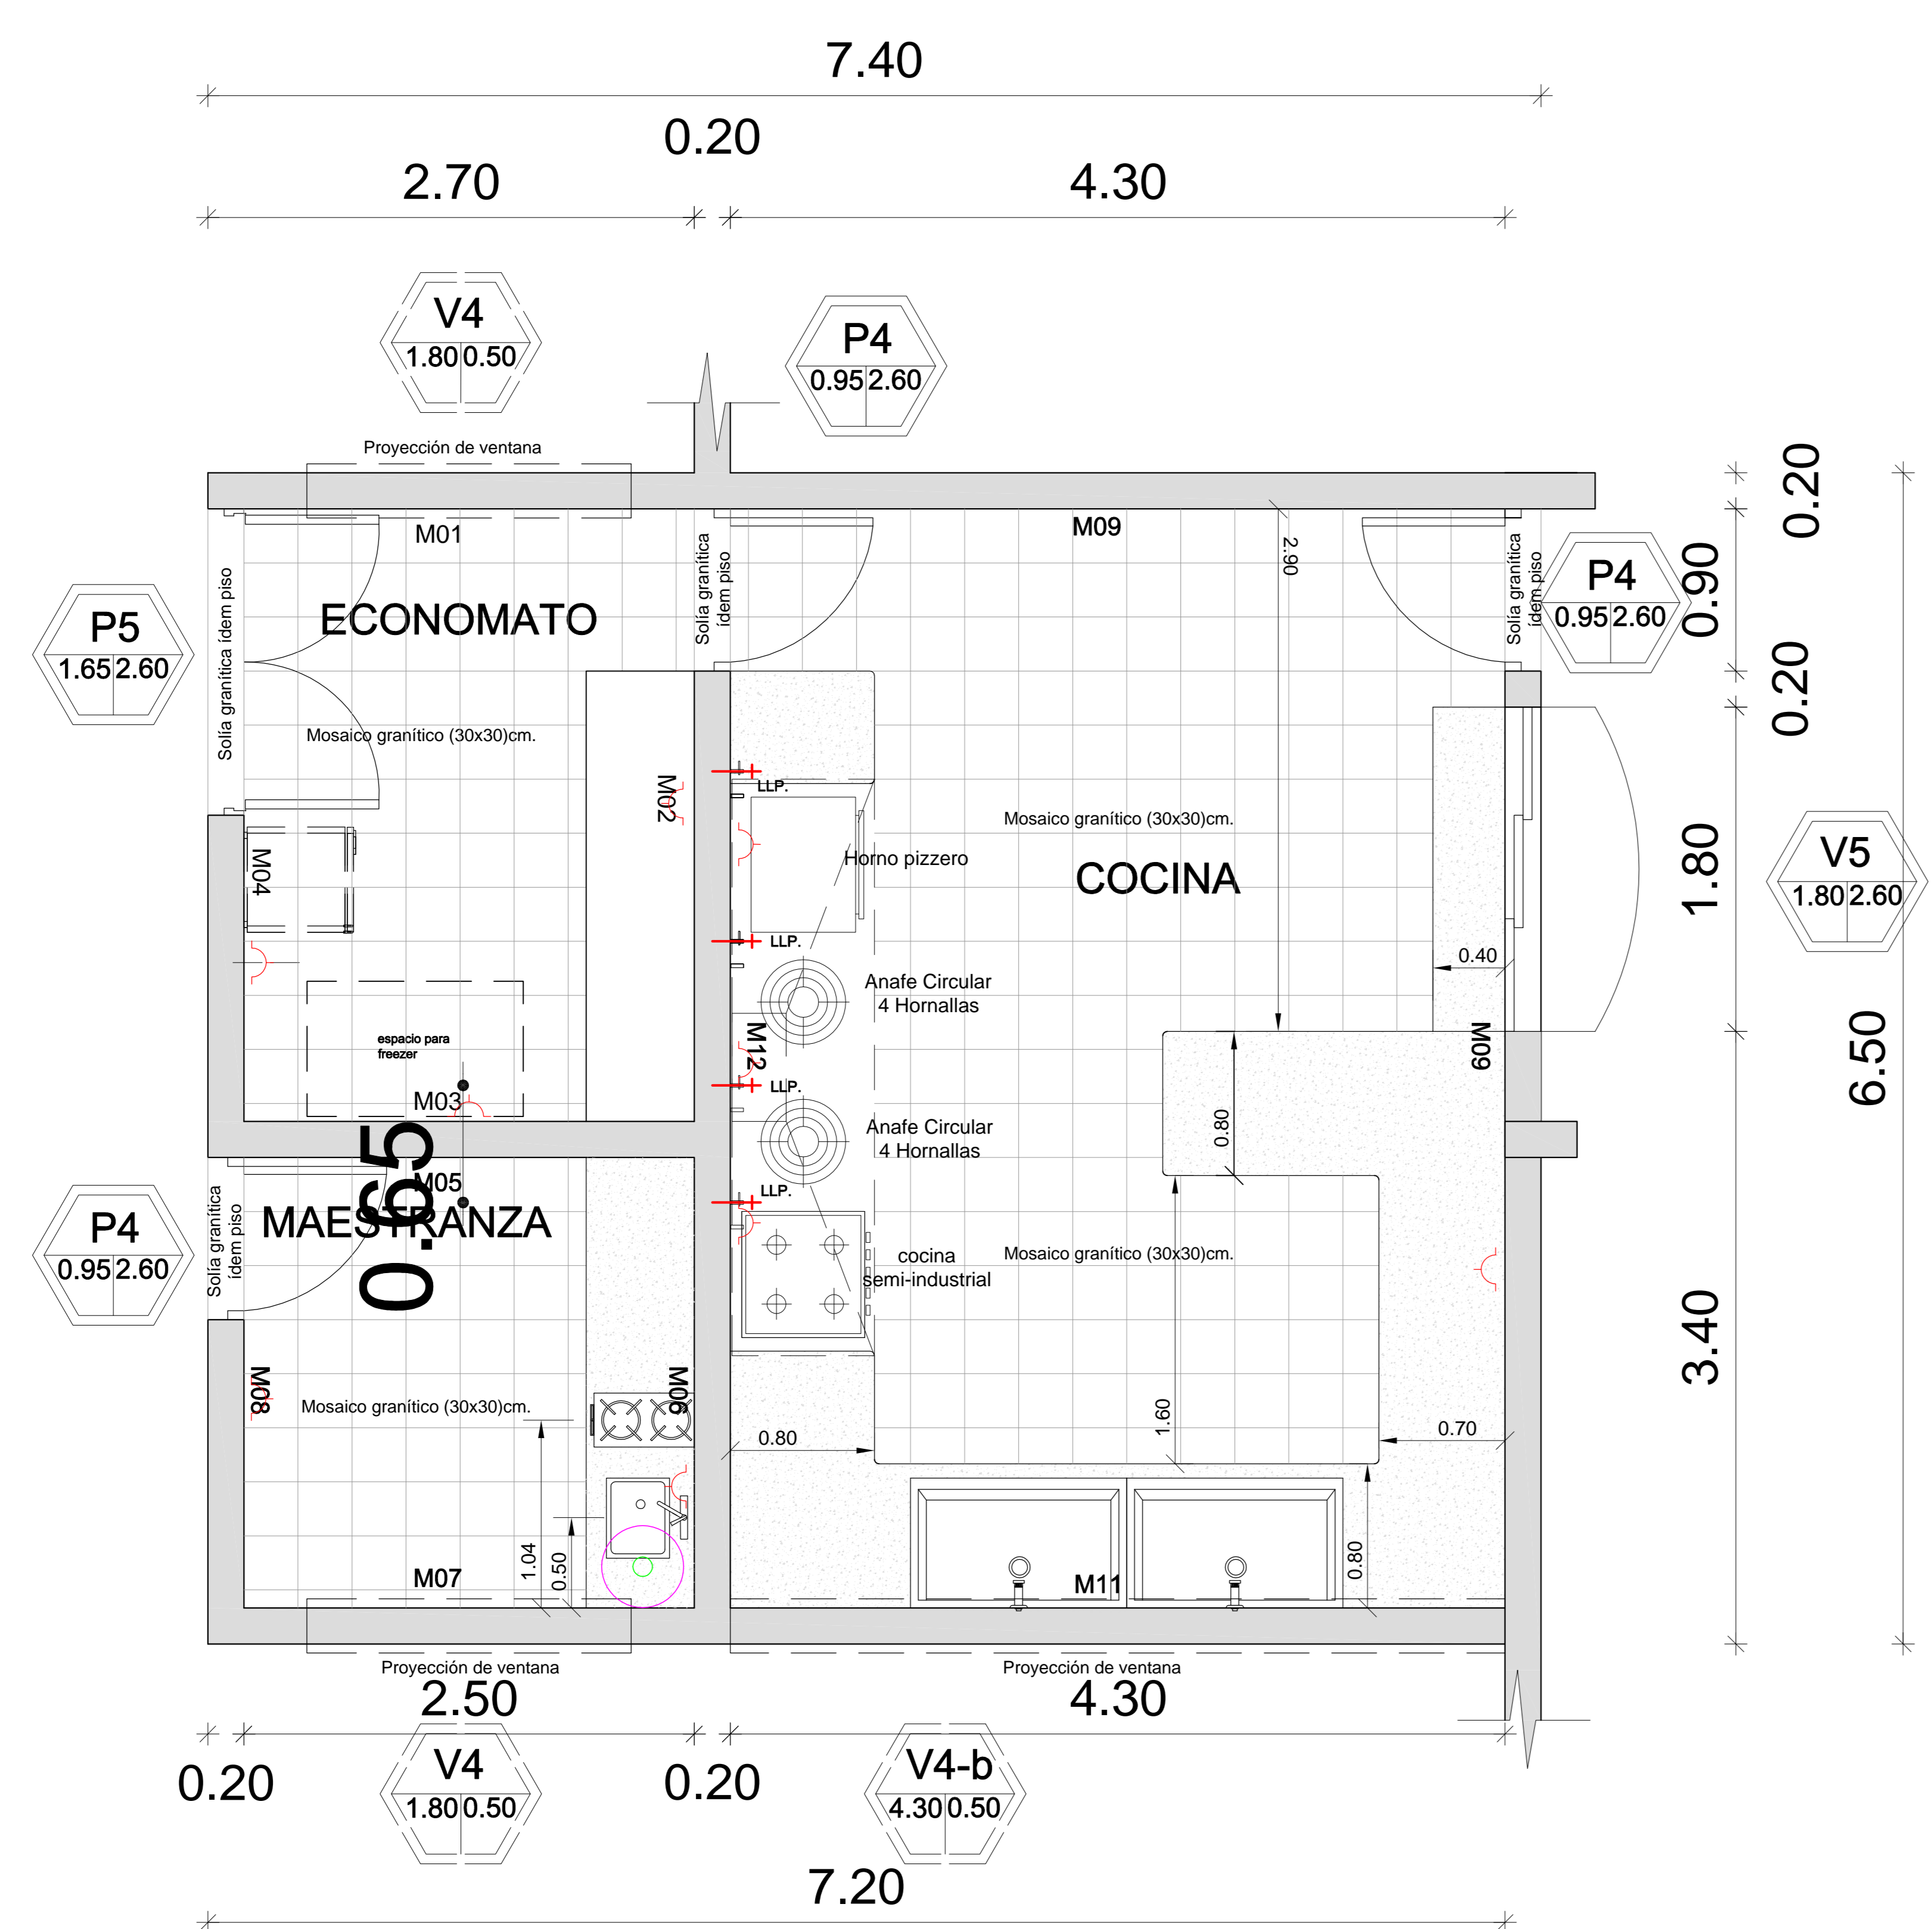 7.40
0.20
2.70
4.30
V4
1.80 0.50
P4
0.95 2.60
Proyección de ventana
0.20
M01
M09
Solía granítica
ídem piso
2.90
Solía granítica
ídem piso
P4
0.95 2.60
0.90
P5
1.65 2.60
Solía granítica ídem piso
ECONOMATO
0.20
Mosaico granítico (30x30)cm.
M02
LLP.
Mosaico granítico (30x30)cm.
M04
Horno pizzero
COCINA
1.80
V5
1.80 2.60
LLP.
0.40
Anafe Circular
4 Hornallas
espacio para
freezer
M12
M09
6.50
LLP.
M03
0.80
Anafe Circular
4 Hornallas
0.65
M05
LLP.
P4
0.95 2.60
Solía granítica
ídem piso
MAESTRANZA
cocina
semi-industrial
Mosaico granítico (30x30)cm.
3.40
M08
M06
Mosaico granítico (30x30)cm.
0.80
1.60
0.70
1.04
0.50
0.80
M07
M11
Proyección de ventana
Proyección de ventana
2.50
4.30
0.20
V4
1.80 0.50
0.20
V4-b
4.30 0.50
7.20